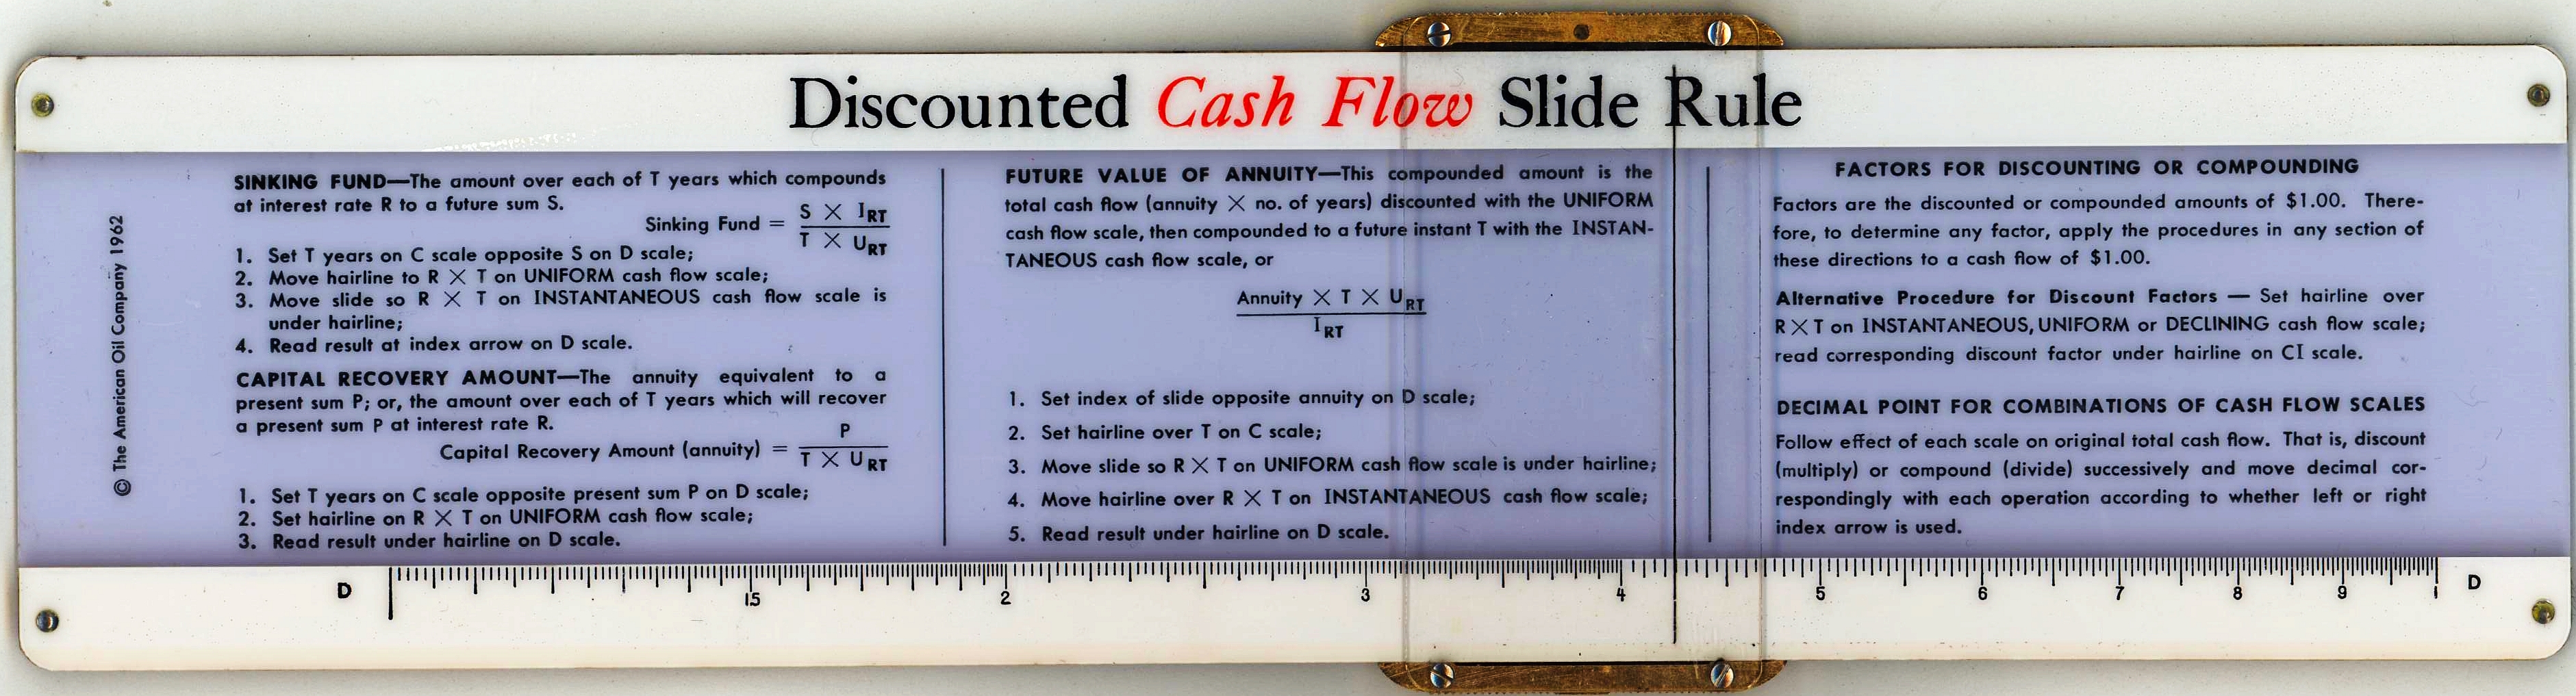 Discounted Cash Flow Slide Rule
© The American Oil Company 1962
SINKING FUND—The amount over each of T years which compounds
at interest rate R to a future sum S.
Sinking Fund = S X IRT / T X URT
1. Set T years on C scale opposite S on D scale;
2. Move hairline to R X T on UNIFORM cash flow scale;
3. Move slide so R X T on INSTANTANEOUS cash flow scale is
under hairline;
4. Read result at index arrow on D scale.
CAPITAL RECOVERY AMOUNT—The annuity equivalent to a
present sum P; or, the amount over each of T years which will recover
a present sum P at interest rate R.
Capital Recovery Amount (annuity) = P / T X URT
1. Set T years on C scale opposite present sum P on D scale;
2. Set hairline on R X T on UNIFORM cash flow scale;
3. Read result under hairline on D scale.
FUTURE VALUE OF ANNUITY—This compounded amount is the
total cash flow (annuity X no. of years) discounted with the UNIFORM
cash flow scale, then compounded to a future instant T with the INSTAN-
TANEOUS cash flow scale, or
Annuity X T X URT
IRT
1. Set index of slide opposite annuity on D scale;
2. Set hairline over T on C scale;
3. Move slide so R X T on UNIFORM cash flow scale is under hairline;
4. Move hairline over R X T on INSTANTANEOUS cash flow scale;
5. Read result under hairline on D scale.
FACTORS FOR DISCOUNTING OR COMPOUNDING
Factors are the discounted or compounded amounts of $1.00. There-
fore, to determine any factor, apply the procedures in any section of
these directions to a cash flow of $1.00.
Alternative Procedure for Discount Factors — Set hairline over
R X T on INSTANTANEOUS, UNIFORM or DECLINING cash flow scale;
read corresponding discount factor under hairline on CI scale.
DECIMAL POINT FOR COMBINATIONS OF CASH FLOW SCALES
Follow effect of each scale on original total cash flow. That is, discount
(multiply) or compound (divide) successively and move decimal cor-
respondingly with each operation according to whether left or right
index arrow is used.
D 1.5 2 3 4 5 6 7 8 9 1 D